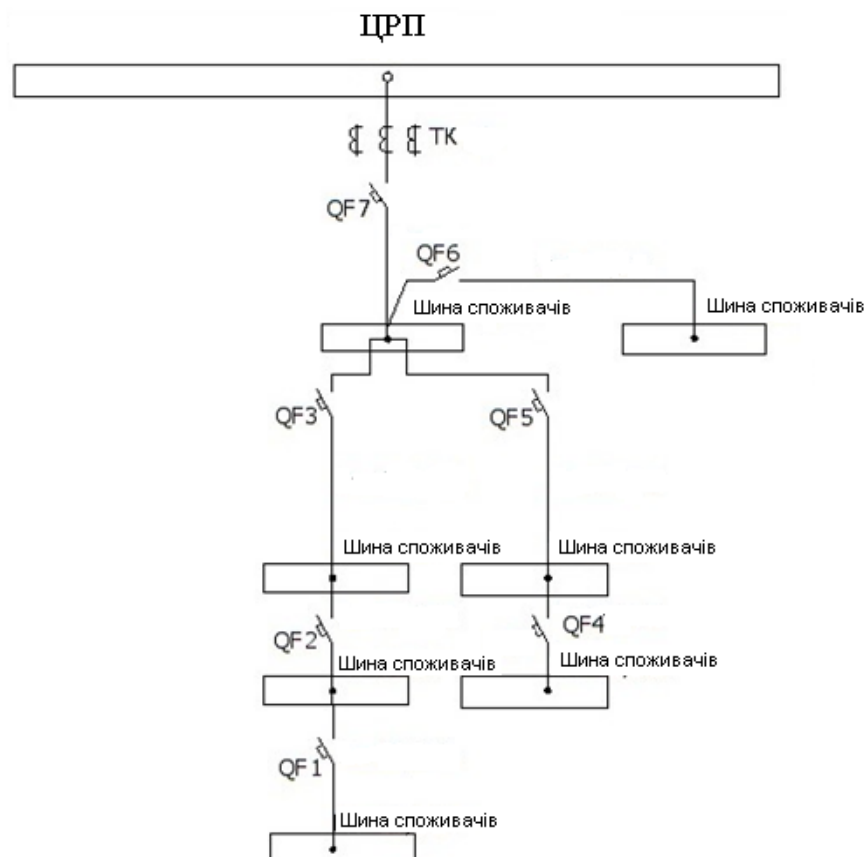 ЦРП
ТК
QF7
QF6
Шина споживачів
Шина споживачів
QF3
QF5
Шина споживачів
Шина споживачів
QF2
QF4
Шина споживачів
Шина споживачів
QF1
Шина споживачів